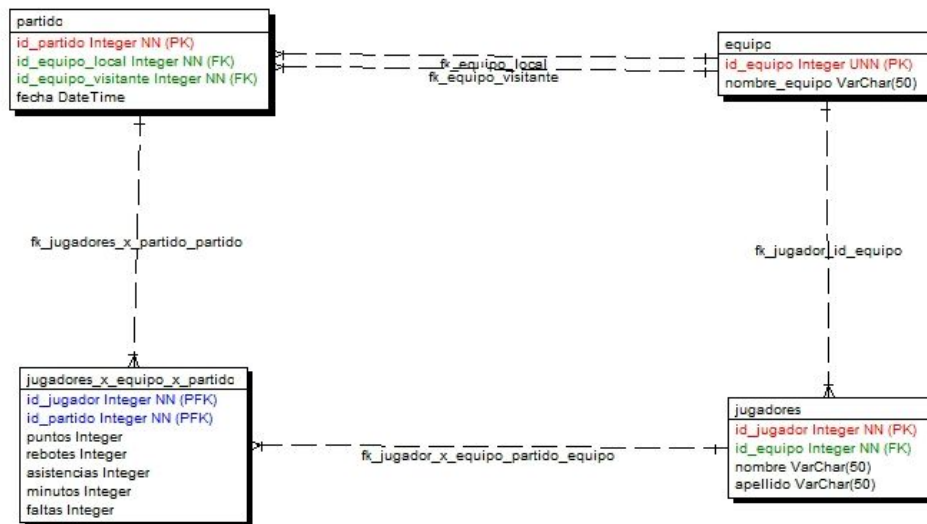 partido
id_partido Integer NN (PK)
id_equipo_local Integer NN (FK)
id_equipo_visitante Integer NN (FK)
fecha DateTime
fk_equipo_local
fk_equipo_visitante
equipo
id_equipo Integer UNN (PK)
nombre_equipo VarChar(50)
fk_jugadores_x_partido_partido
fk_jugador_id_equipo
jugadores_x_equipo_x_partido
id_jugador Integer NN (PFK)
id_partido Integer NN (PFK)
puntos Integer
rebotes Integer
asistencias Integer
minutos Integer
faltas Integer
fk_jugador_x_equipo_partido_equipo
jugadores
id_jugador Integer NN (PK)
id_equipo Integer NN (FK)
nombre VarChar(50)
apellido VarChar(50)